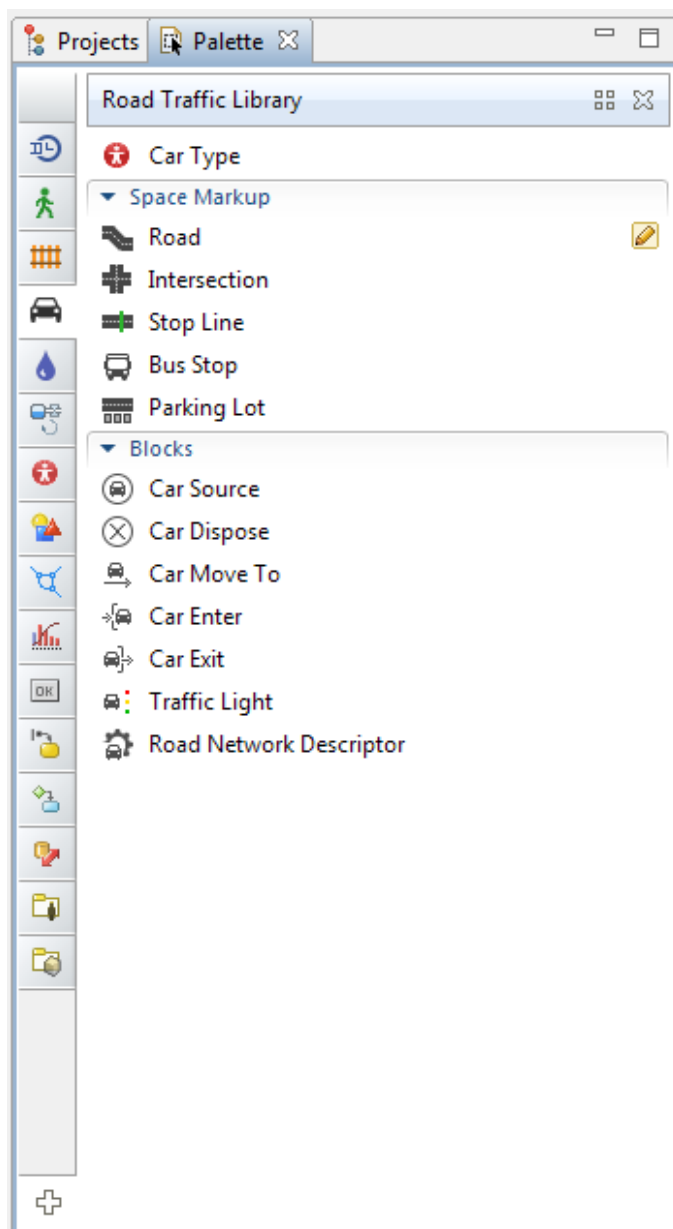 Projects Palette
Road Traffic Library
Car Type
Space Markup
Road
Intersection
Stop Line
Bus Stop
Parking Lot
Blocks
Car Source
Car Dispose
Car Move To
Car Enter
Car Exit
OK
Traffic Light
Road Network Descriptor